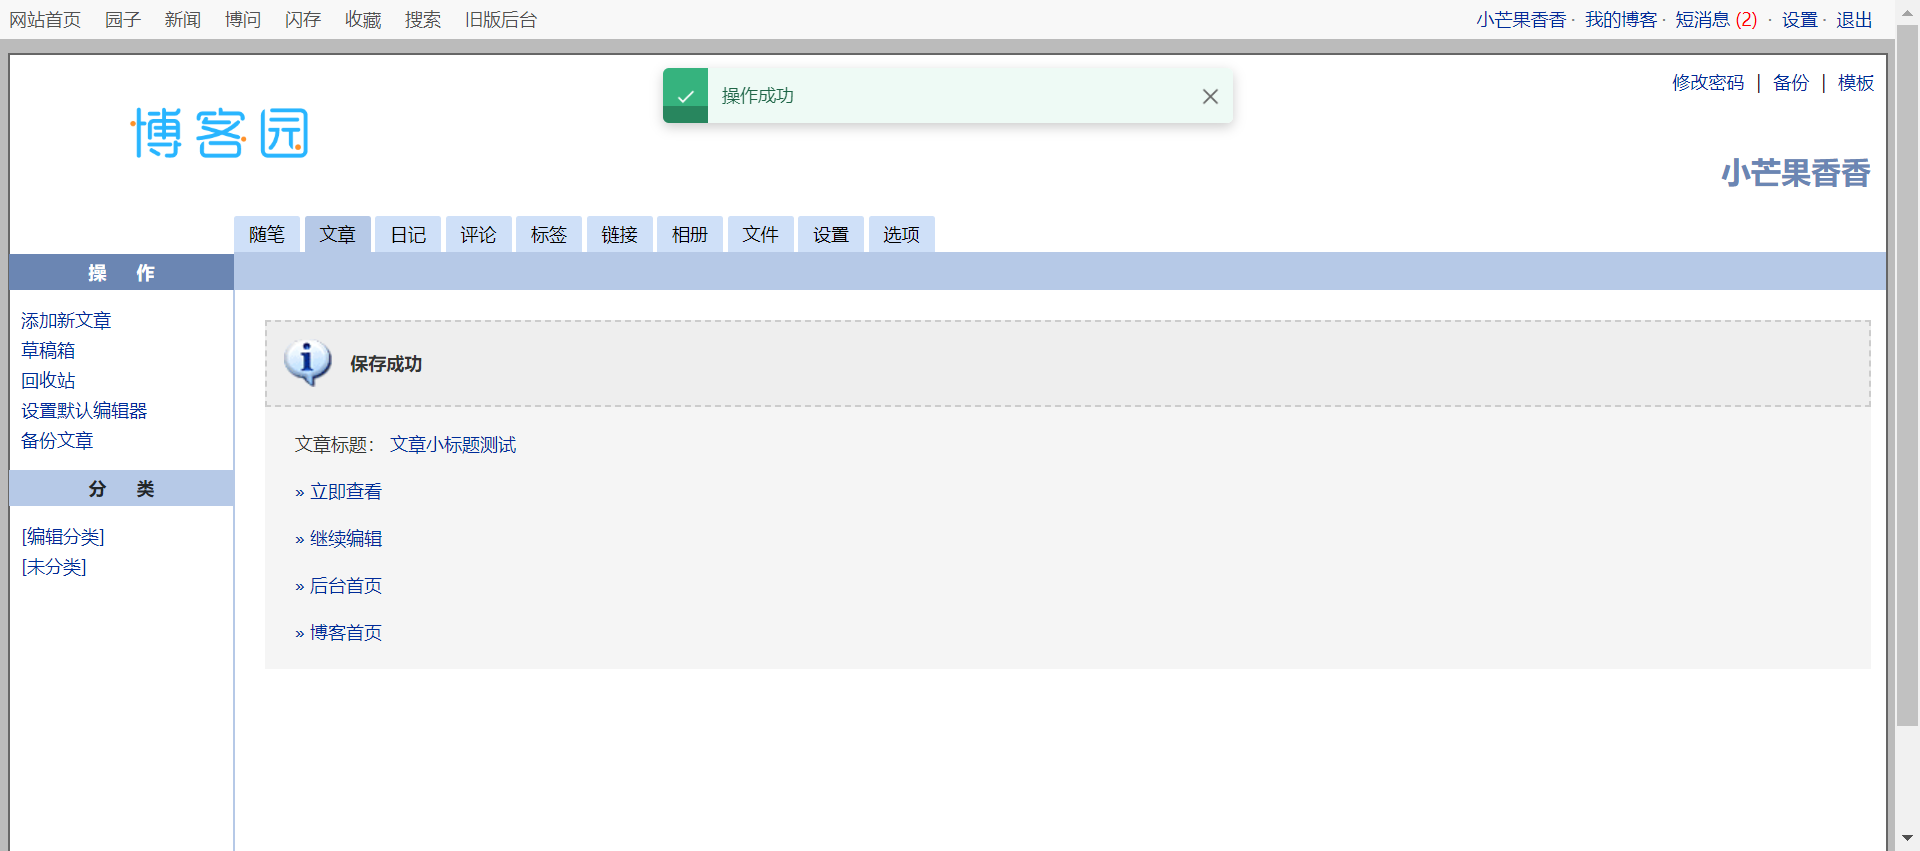 网站首页 园子 新闻 博问 闪存 收藏 搜索 旧版后台 小芒果香香 · 我的博客 · 短消息 (2) · 设置 · 退出
操作成功
修改密码 | 备份 | 模板
博客园
小芒果香香
随笔 文章 日记 评论 标签 链接 相册 文件 设置 选项
操 作
添加新文章
草稿箱
回收站
设置默认编辑器
备份文章
分 类
[编辑分类]
[未分类]
保存成功
文章标题： 文章小标题测试
» 立即查看
» 继续编辑
» 后台首页
» 博客首页